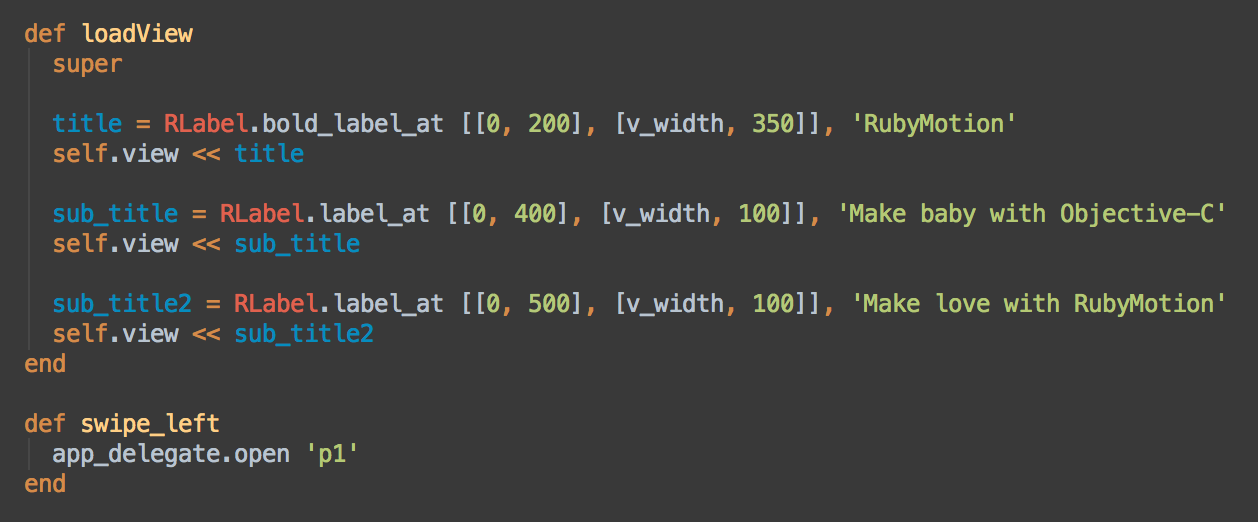 def loadView
  super

  title = RLabel.bold_label_at [[0, 200], [v_width, 350]], 'RubyMotion'
  self.view << title

  sub_title = RLabel.label_at [[0, 400], [v_width, 100]], 'Make baby with Objective-C'
  self.view << sub_title

  sub_title2 = RLabel.label_at [[0, 500], [v_width, 100]], 'Make love with RubyMotion'
  self.view << sub_title2
end

def swipe_left
  app_delegate.open 'p1'
end